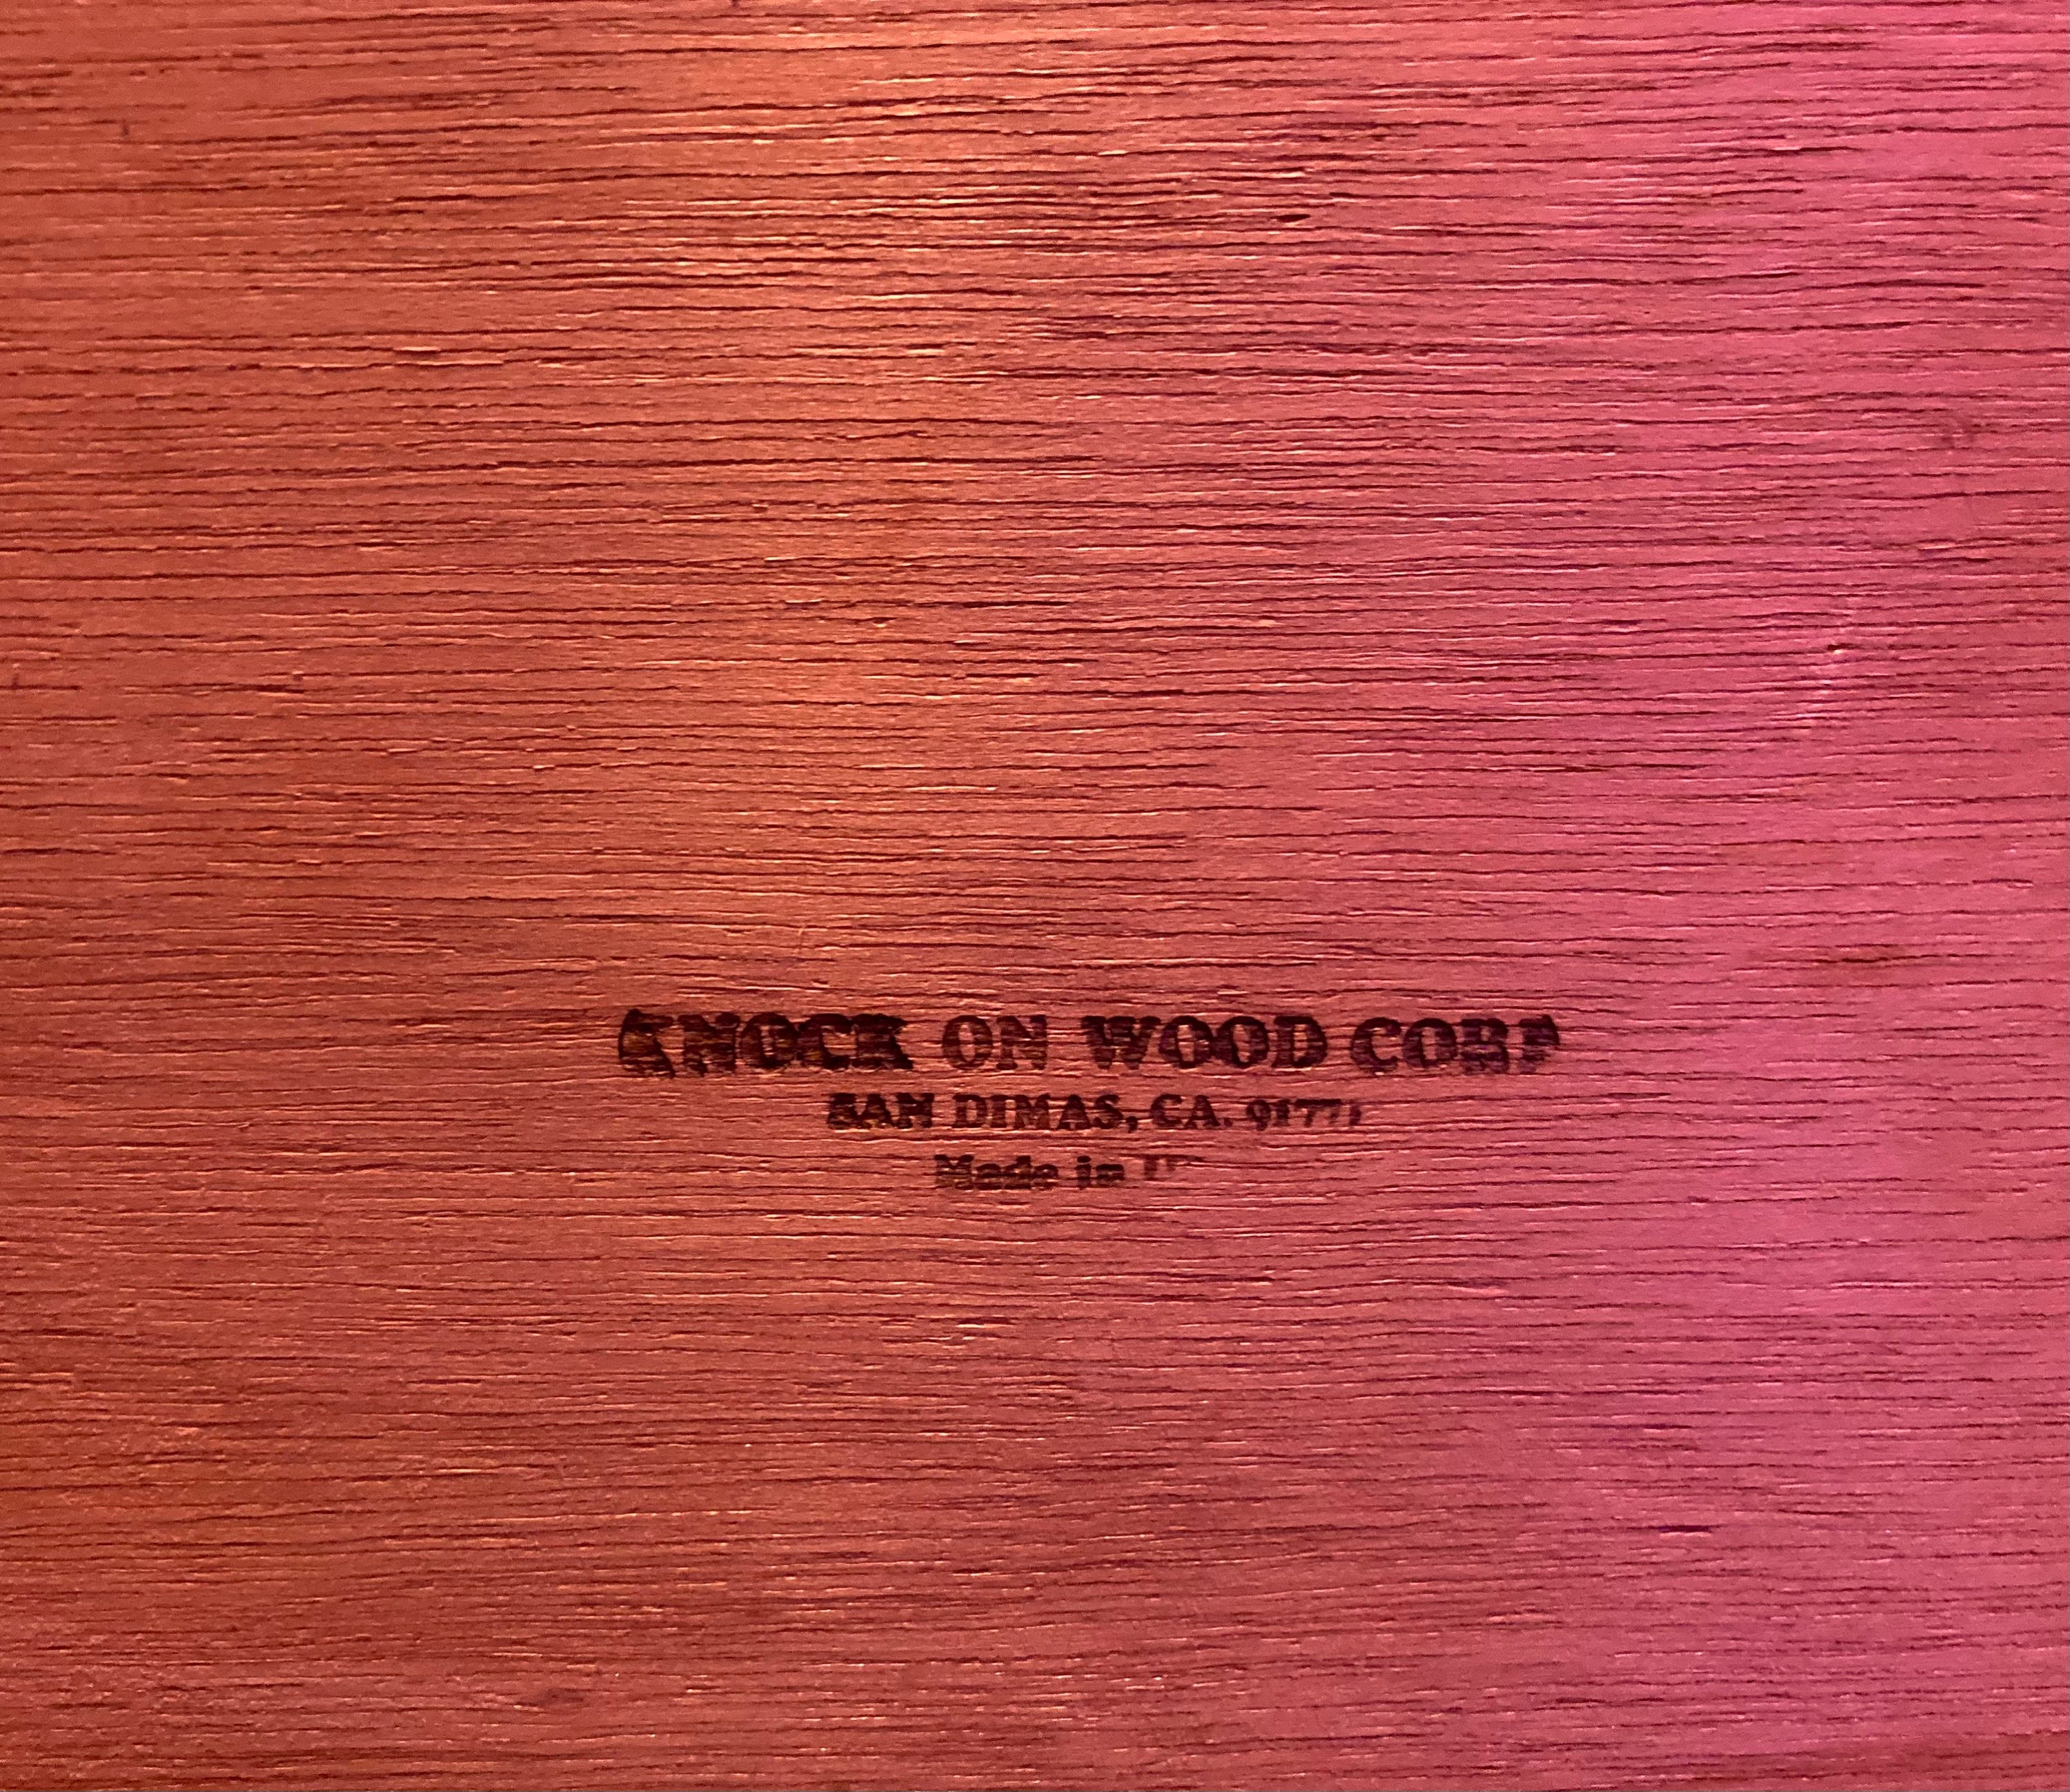 KNOCK ON WOOD CORP
SAN DIMAS, CA.
Made in